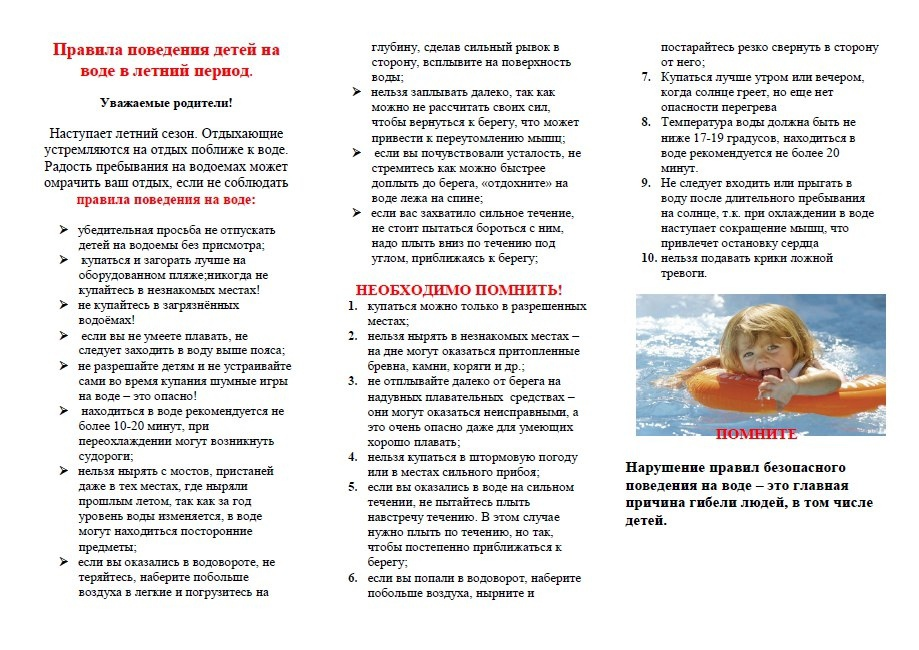 Правила поведения детей на
воде в летний период.
Уважаемые родители!
Наступает летний сезон. Отдыхающие
устремляются на отдых поближе к воде.
Радость пребывания на водоемах может
омрачить ваш отдых, если не соблюдать
правила поведения на воде:
➢ убедительная просьба не отпускать
детей на водоемы без присмотра;
➢ купаться и загорать лучше на
оборудованном пляже;никогда не
купайтесь в незнакомых местах!
➢ не купайтесь в загрязнённых
водоёмах!
➢ если вы не умеете плавать, не
следует заходить в воду выше пояса;
➢ не разрешайте детям и не устраивайте
сами во время купания шумные игры
на воде – это опасно!
➢ находиться в воде рекомендуется не
более 10-20 минут, при
переохлаждении могут возникнуть
судороги;
➢ нельзя нырять с мостов, пристаней
даже в тех местах, где ныряли
прошлым летом, так как за год
уровень воды изменяется, в воде
могут находиться посторонние
предметы;
➢ если вы оказались в водовороте, не
теряйтесь, наберите побольше
воздуха в легкие и погрузитесь на
глубину, сделав сильный рывок в
сторону, всплывите на поверхность
воды;
➢ нельзя заплывать далеко, так как
можно не рассчитать своих сил,
чтобы вернуться к берегу, что может
привести к переутомлению мышц;
➢ если вы почувствовали усталость, не
стремитесь как можно быстрее
доплыть до берега, «отдохните» на
воде лежа на спине;
➢ если вас захватило сильное течение,
не стоит пытаться бороться с ним,
надо плыть вниз по течению под
углом, приближаясь к берегу;
НЕОБХОДИМО ПОМНИТЬ!
1. купаться можно только в разрешенных
местах;
2. нельзя нырять в незнакомых местах –
на дне могут оказаться притопленные
бревна, камни, коряги и др.;
3. не отплывайте далеко от берега на
надувных плавательных средствах –
они могут оказаться неисправными, а
это очень опасно даже для умеющих
хорошо плавать;
4. нельзя купаться в штормовую погоду
или в местах сильного прибоя;
5. если вы оказались в воде на сильном
течении, не пытайтесь плыть
навстречу течению. В этом случае
нужно плыть по течению, но так,
чтобы постепенно приближаться к
берегу;
6. если вы попали в водоворот, наберите
побольше воздуха, нырните и
постарайтесь резко свернуть в сторону
от него;
7. Купаться лучше утром или вечером,
когда солнце греет, но еще нет
опасности перегрева
8. Температура воды должна быть не
ниже 17-19 градусов, находиться в
воде рекомендуется не более 20
минут.
9. Не следует входить или прыгать в
воду после длительного пребывания
на солнце, т.к. при охлаждении в воде
наступает сокращение мышц, что
привлечет остановку сердца
10. нельзя подавать крики ложной
тревоги.
ПОМНИТЕ
Нарушение правил безопасного
поведения на воде – это главная
причина гибели людей, в том числе
детей.